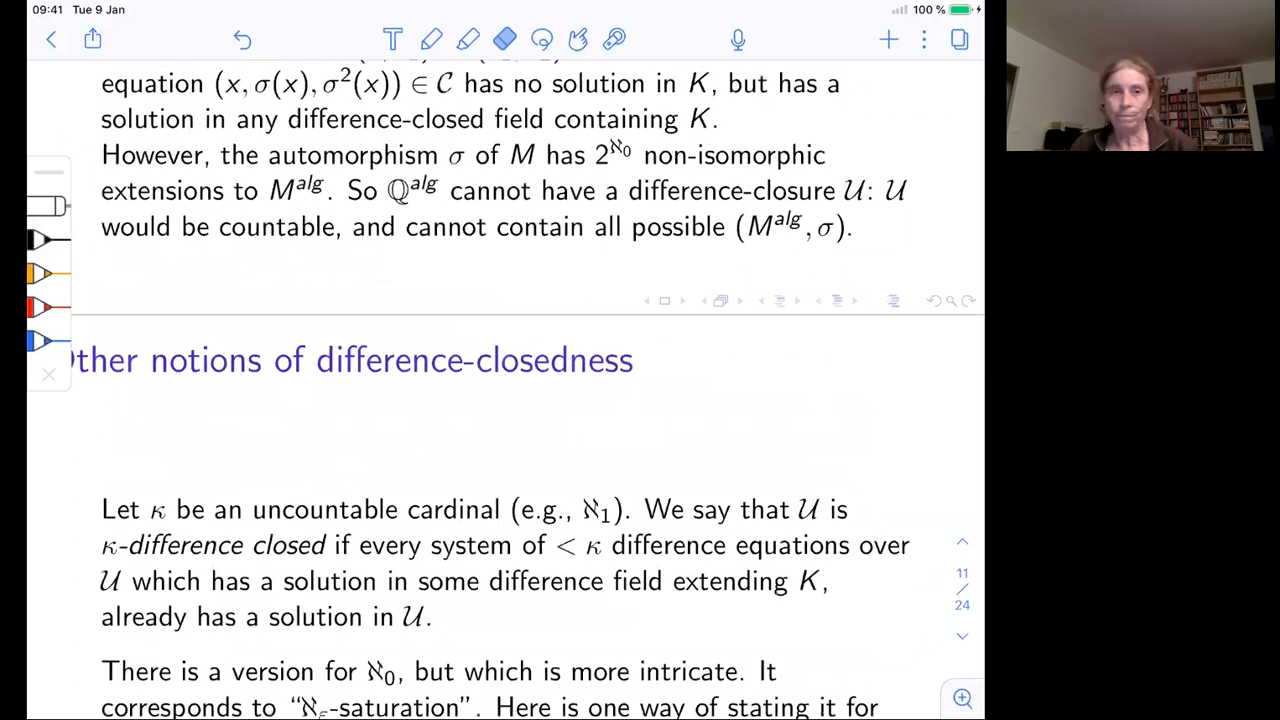 09:41 Tue 9 Jan
100 %
equation (x, σ(x), σ²(x)) ∈ 𝒞 has no solution in K, but has a
solution in any difference-closed field containing K.
However, the automorphism σ of M has 2^ℵ₀ non-isomorphic
extensions to M^alg. So ℚ^alg cannot have a difference-closure 𝒰: 𝒰
would be countable, and cannot contain all possible (M^alg, σ).
ther notions of difference-closedness
Let κ be an uncountable cardinal (e.g., ℵ₁). We say that 𝒰 is
κ-difference closed if every system of < κ difference equations over
𝒰 which has a solution in some difference field extending K,
already has a solution in 𝒰.
11
/
24
There is a version for ℵ₀, but which is more intricate. It
corresponds to “ℵ_ε-saturation”. Here is one way of stating it for